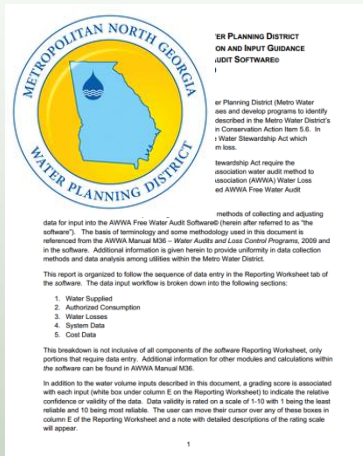 METROPOLITAN NORTH GEORGIA
WATER PLANNING DISTRICT
ER PLANNING DISTRICT
ON AND INPUT GUIDANCE
UDIT SOFTWARE©
er Planning District (Metro Water
ses and develop programs to identify
described in the Metro Water District's
n Conservation Action Item 5.6. In
Water Stewardship Act which
m loss.
tewardship Act require the
ssociation water audit method to
ssociation (AWWA) Water Loss
ed AWWA Free Water Audit
methods of collecting and adjusting
data for input into the AWWA Free Water Audit Software© (herein after referred to as "the
software"). The basis of terminology and some methodology used in this document is
referenced from the AWWA Manual M36 – Water Audits and Loss Control Programs, 2009 and
in the software. Additional information is given herein to provide uniformity in data collection
methods and data analysis among utilities within the Metro Water District.
This report is organized to follow the sequence of data entry in the Reporting Worksheet tab of
the software. The data input workflow is broken down into the following sections:
1. Water Supplied
2. Authorized Consumption
3. Water Losses
4. System Data
5. Cost Data
This breakdown is not inclusive of all components of the software Reporting Worksheet, only
portions that require data entry. Additional information for other modules and calculations within
the software can be found in AWWA Manual M36.
In addition to the water volume inputs described in this document, a grading score is associated
with each input (white box under column E on the Reporting Worksheet) to indicate the relative
confidence or validity of the data. Data validity is rated on a scale of 1-10 with 1 being the least
reliable and 10 being most reliable. The user can move their cursor over any of these boxes in
column E of the Reporting Worksheet and a note with detailed descriptions of the rating scale
will appear.
1